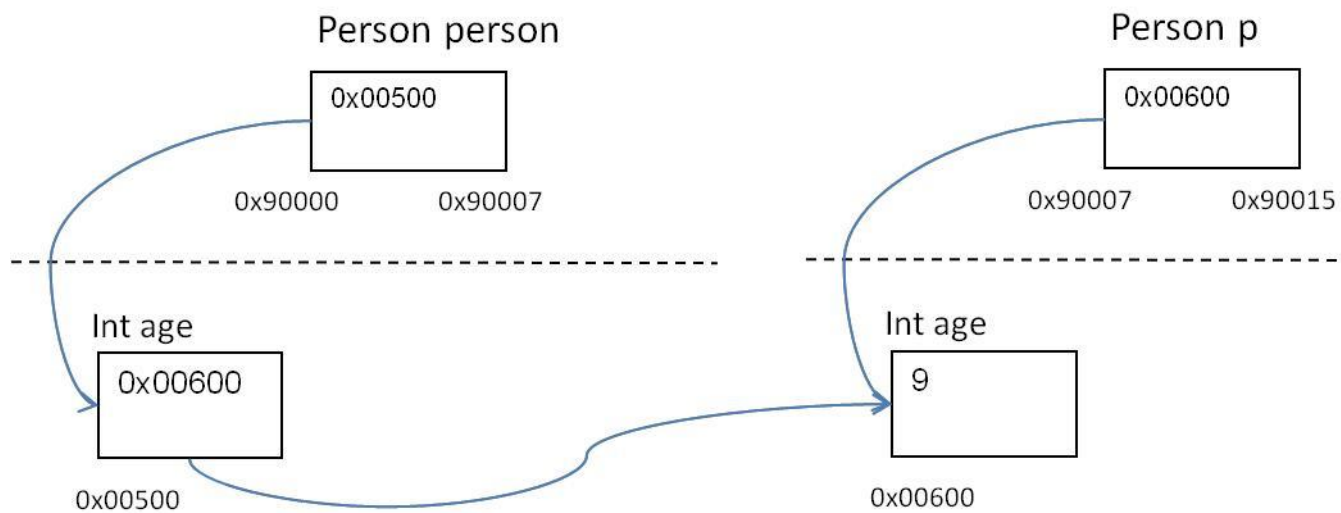 Person person
Person p
0x00500
0x00600
0x90000
0x90007
0x90007
0x90015
Int age
Int age
0x00600
9
0x00500
0x00600